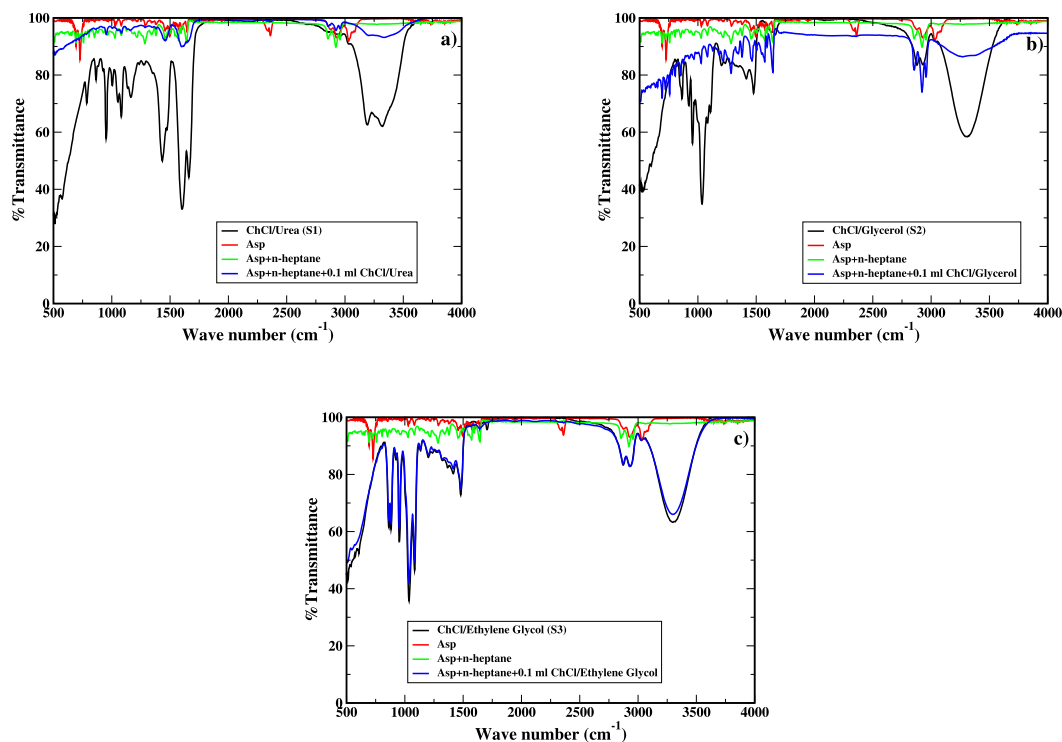 a)
% Transmittance
100
80
60
40
20
0
ChCl/Urea (S1)
Asp
Asp+n-heptane
Asp+n-heptane+0.1 ml ChCl/Urea
500 1000 1500 2000 2500 3000 3500 4000
Wave number (cm⁻¹)
b)
% Transmittance
100
80
60
40
20
0
ChCl/Glycerol (S2)
Asp
Asp+n-heptane
Asp+n-heptane+0.1 ml ChCl/Glycerol
500 1000 1500 2000 2500 3000 3500 4000
Wave number (cm⁻¹)
c)
% Transmittance
100
80
60
40
20
0
ChCl/Ethylene Glycol (S3)
Asp
Asp+n-heptane
Asp+n-heptane+0.1 ml ChCl/Ethylene Glycol
500 1000 1500 2000 2500 3000 3500 4000
Wave number (cm⁻¹)